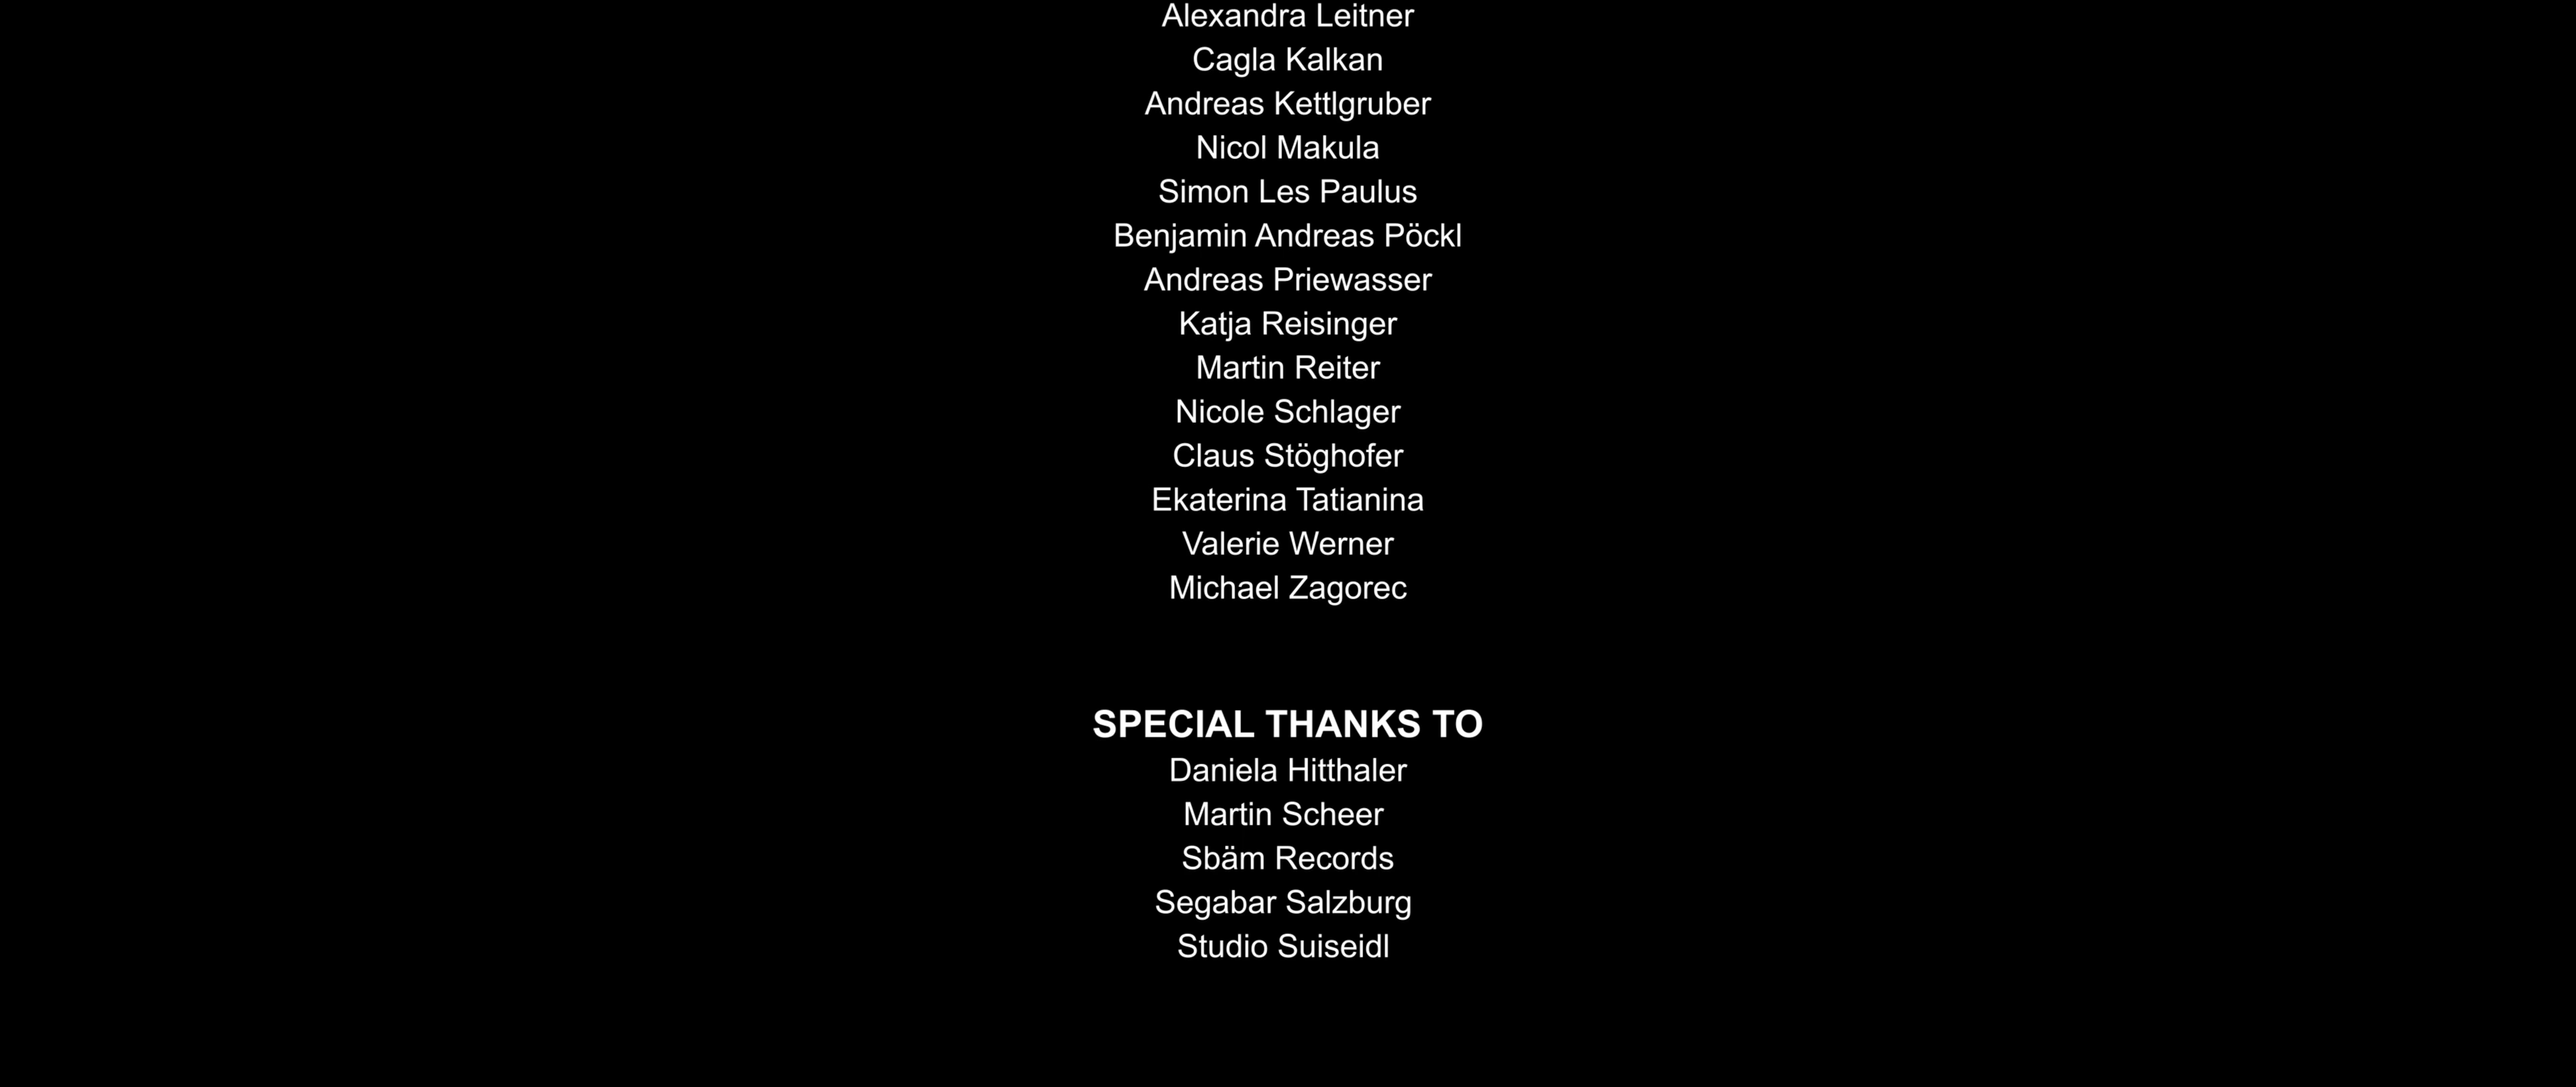 Alexandra Leitner
Cagla Kalkan
Andreas Kettlgruber
Nicol Makula
Simon Les Paulus
Benjamin Andreas Pöckl
Andreas Priewasser
Katja Reisinger
Martin Reiter
Nicole Schlager
Claus Stöghofer
Ekaterina Tatianina
Valerie Werner
Michael Zagorec
SPECIAL THANKS TO
Daniela Hitthaler
Martin Scheer
Sbäm Records
Segabar Salzburg
Studio Suiseidl